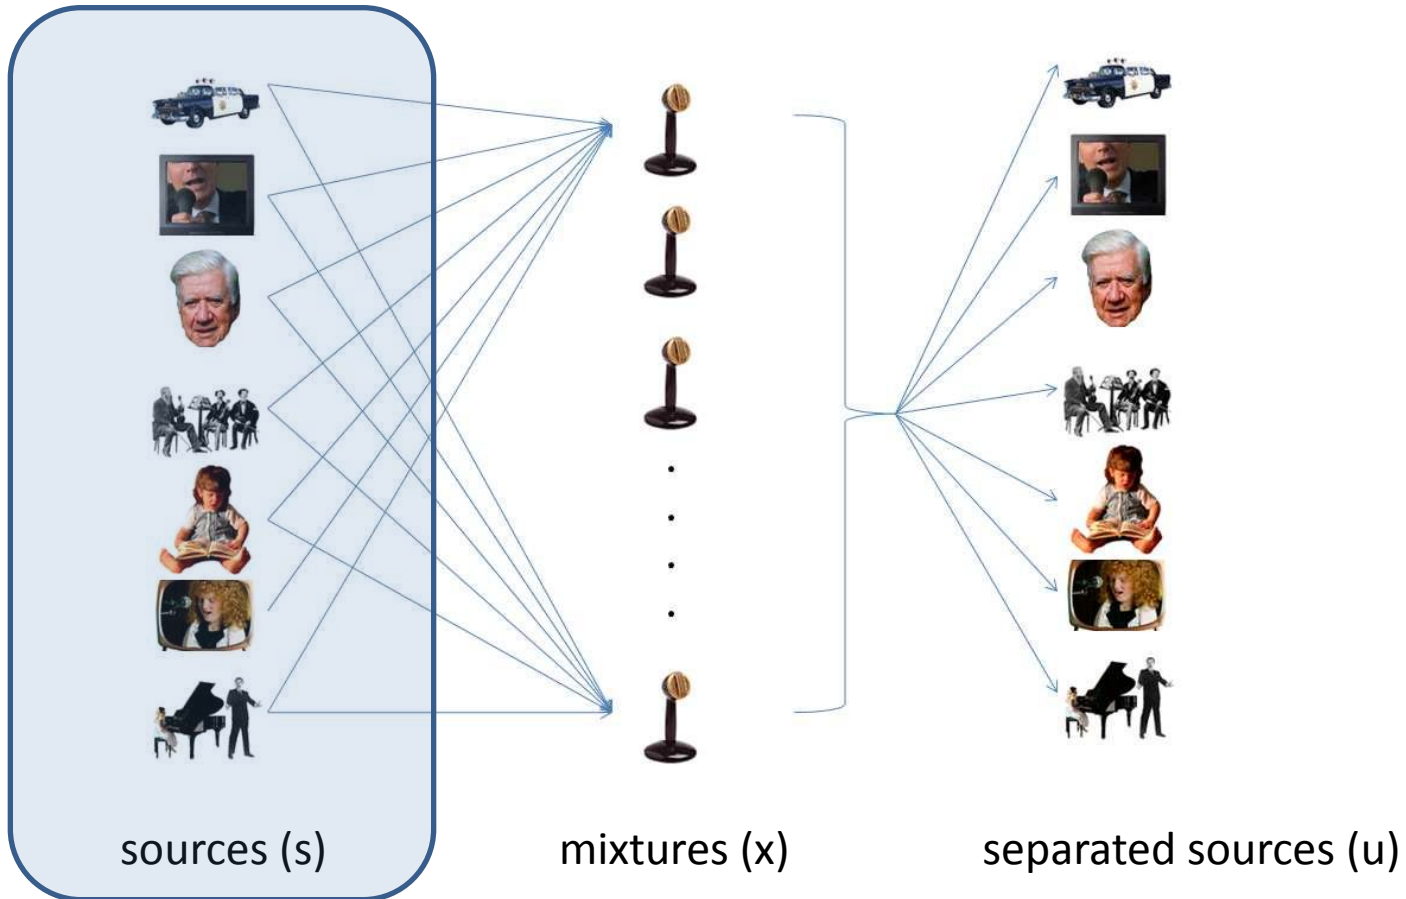 sources (s)
mixtures (x)
separated sources (u)